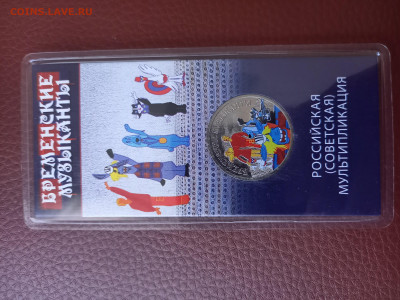 coins.lave.ru
БРЕМЕНСКИЕ
МУЗЫКАНТЫ
РОССИЙСКАЯ
(СОВЕТСКАЯ)
МУЛЬТИПЛИКАЦИЯ